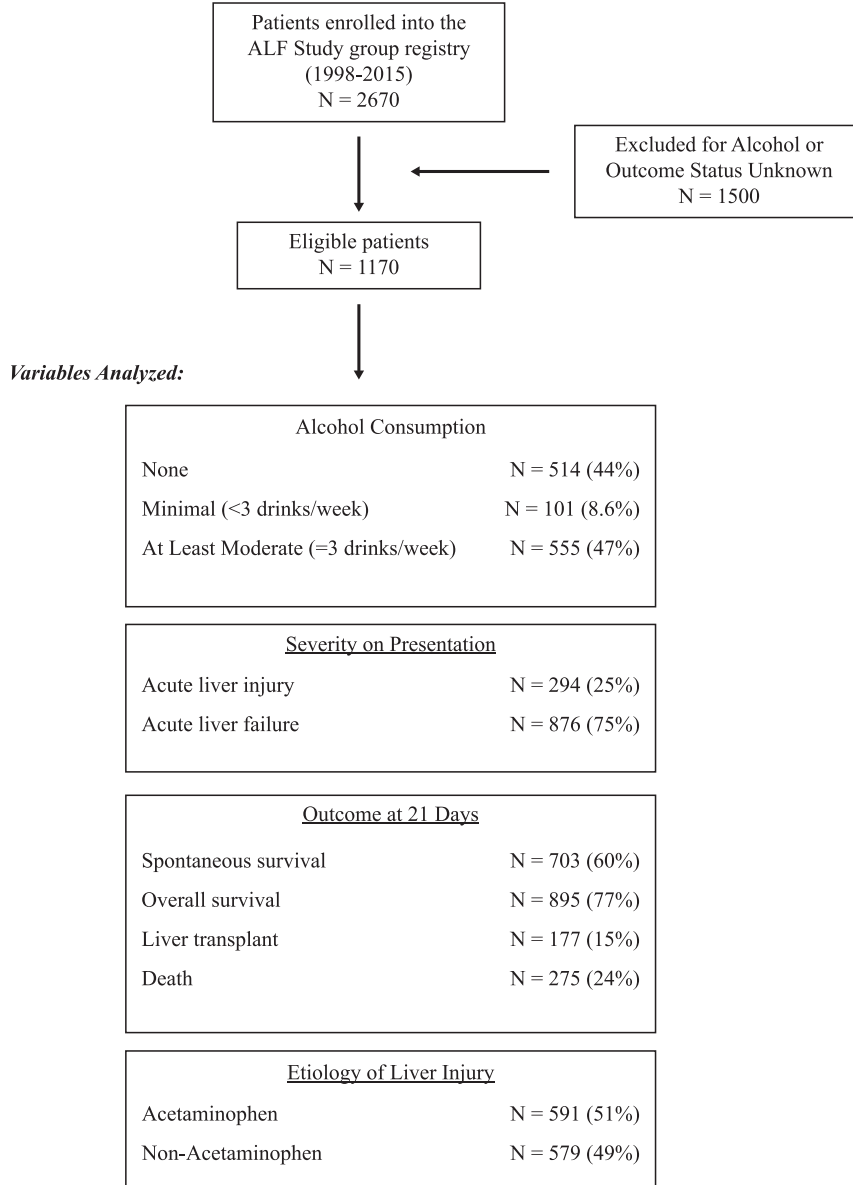 Patients enrolled into the
ALF Study group registry
(1998-2015)
N = 2670
Excluded for Alcohol or
Outcome Status Unknown
N = 1500
Eligible patients
N = 1170
Variables Analyzed:
Alcohol Consumption
None N = 514 (44%)
Minimal (<3 drinks/week) N = 101 (8.6%)
At Least Moderate (=3 drinks/week) N = 555 (47%)
Severity on Presentation
Acute liver injury N = 294 (25%)
Acute liver failure N = 876 (75%)
Outcome at 21 Days
Spontaneous survival N = 703 (60%)
Overall survival N = 895 (77%)
Liver transplant N = 177 (15%)
Death N = 275 (24%)
Etiology of Liver Injury
Acetaminophen N = 591 (51%)
Non-Acetaminophen N = 579 (49%)